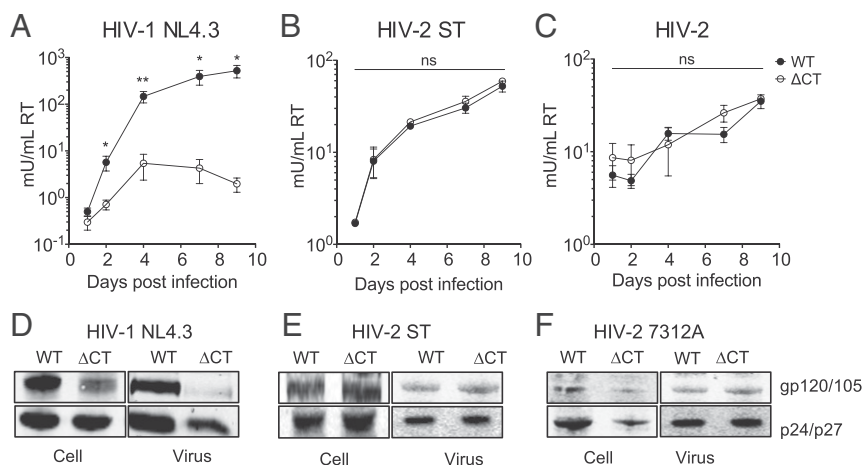 A HIV-1 NL4.3
B HIV-2 ST
C HIV-2
ns
ns
WT
ΔCT
* ** * *
mU/mL RT
10³
10²
10¹
10⁰
10⁻¹
0 2 4 6 8 10
Days post infection
mU/mL RT
10²
10¹
10⁰
0 2 4 6 8 10
Days post infection
mU/mL RT
10²
10¹
10⁰
0 2 4 6 8 10
Days post infection
D HIV-1 NL4.3
WT ΔCT WT ΔCT
Cell Virus
E HIV-2 ST
WT ΔCT WT ΔCT
Cell Virus
F HIV-2 7312A
WT ΔCT WT ΔCT
gp120/105
p24/p27
Cell Virus